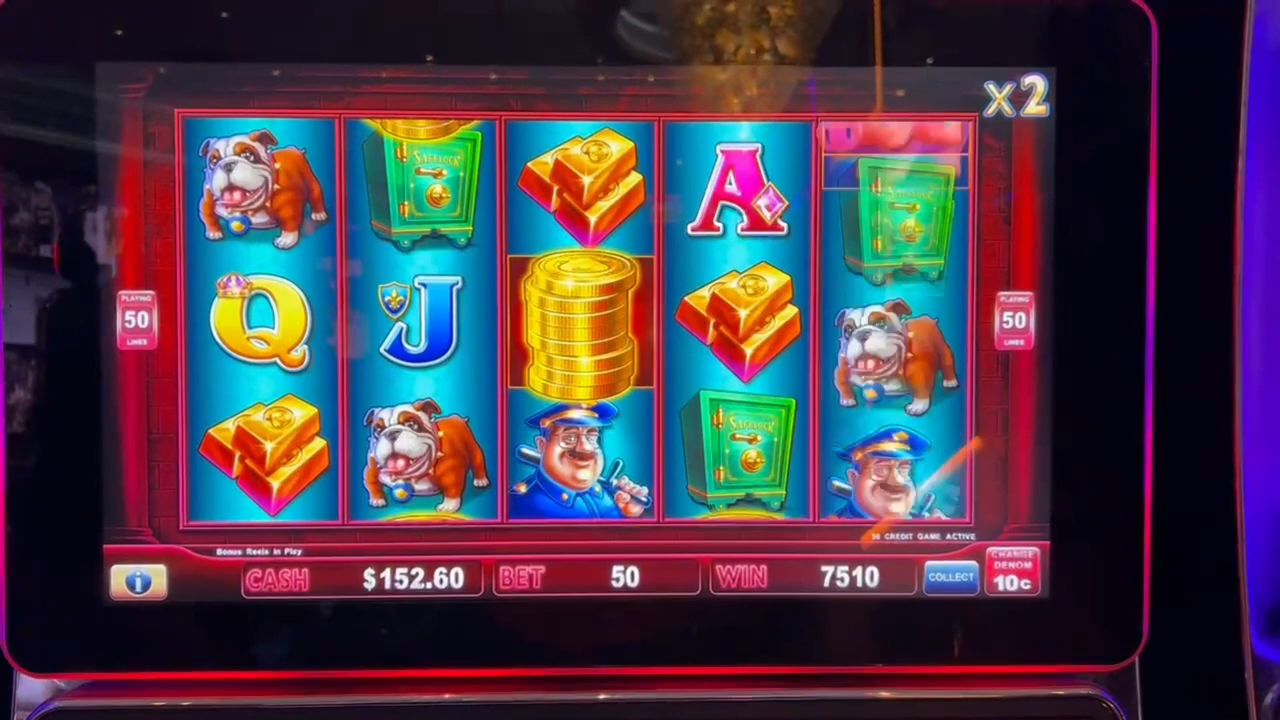 x2
SAFELOCK
A
SAFELOCK
PLAYING
50
LINES
Q
J
PLAYING
50
LINES
SAFELOCK
50 CREDIT GAME ACTIVE
Bonus Reels in Play
CASH $152.60
BET 50
WIN 7510
COLLECT
CHANGE
DENOM
10¢
i